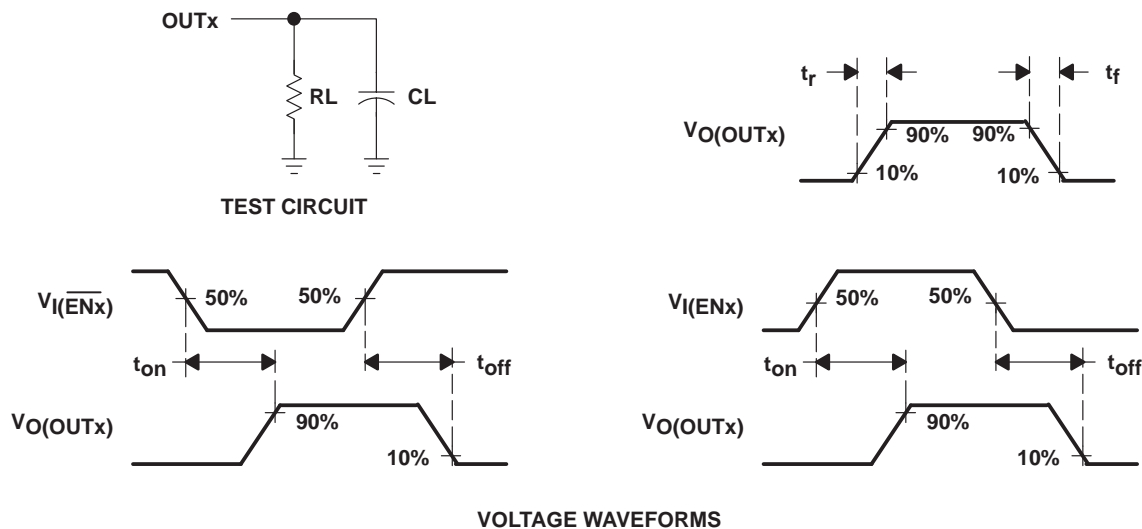 OUTx
RL
CL
TEST CIRCUIT
tr
tf
VO(OUTx)
90%
90%
10%
10%
VI(E̅N̅x̅)
50%
50%
ton
toff
VO(OUTx)
90%
10%
VI(ENx)
50%
50%
ton
toff
VO(OUTx)
90%
10%
VOLTAGE WAVEFORMS